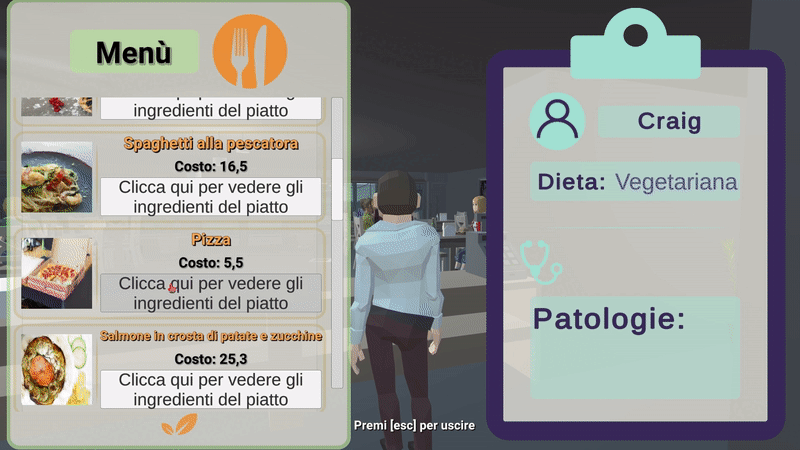 Menù
ingredienti del piatto
Spaghetti alla pescatora
Costo: 16,5
Clicca qui per vedere gli
ingredienti del piatto
Pizza
Costo: 5,5
Clicca qui per vedere gli
ingredienti del piatto
Salmone in crosta di patate e zucchine
Costo: 25,3
Clicca qui per vedere gli
ingredienti del piatto
Premi [esc] per uscire
Craig
Dieta: Vegetariana
Patologie: